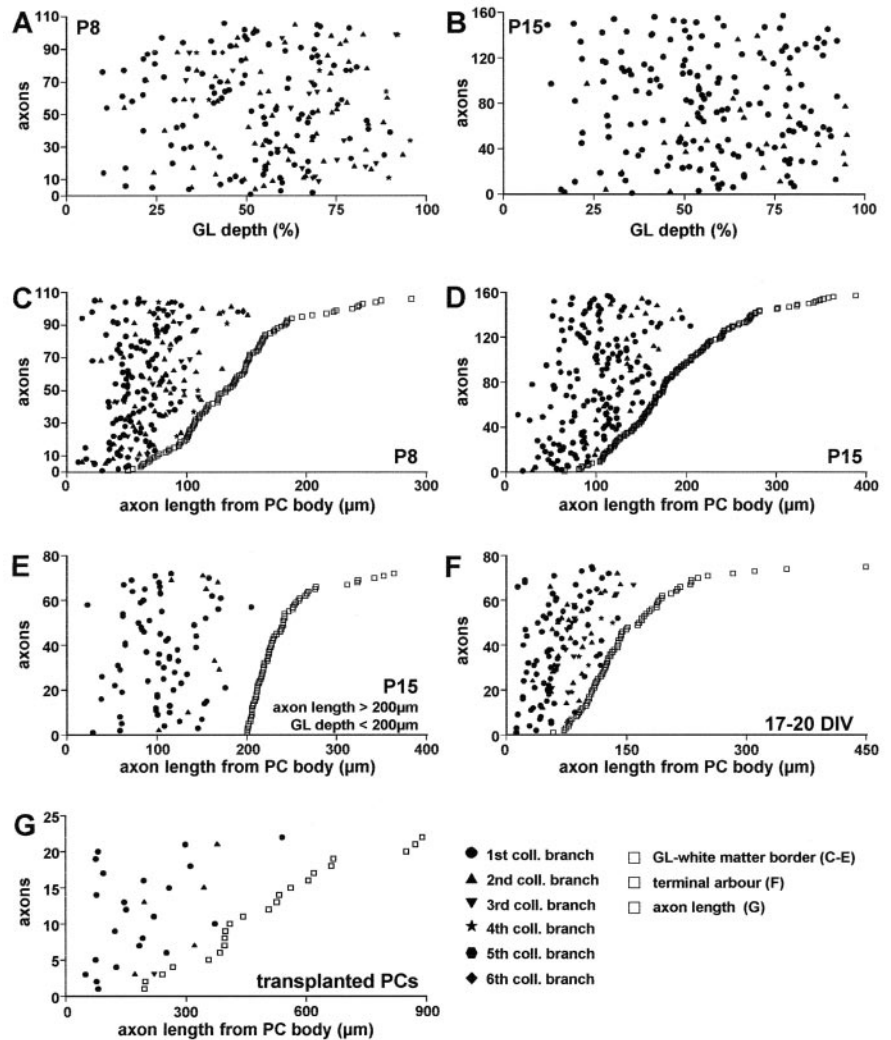 A
P8
110
90
70
50
30
10
0
axons
0 25 50 75 100
GL depth (%)
B
P15
160
120
80
40
0
axons
0 25 50 75 100
GL depth (%)
C
110
90
70
50
30
10
0
axons
P8
0 100 200 300
axon length from PC body (µm)
D
160
120
80
40
0
axons
P15
0 100 200 300 400
axon length from PC body (µm)
E
80
60
40
20
0
axons
P15
axon length > 200µm
GL depth < 200µm
0 100 200 300 400
axon length from PC body (µm)
F
80
60
40
20
0
axons
17-20 DIV
0 150 300 450
axon length from PC body (µm)
G
25
20
15
10
5
0
axons
transplanted PCs
0 300 600 900
axon length from PC body (µm)
1st coll. branch
2nd coll. branch
3rd coll. branch
4th coll. branch
5th coll. branch
6th coll. branch
GL-white matter border (C-E)
terminal arbour (F)
axon length (G)